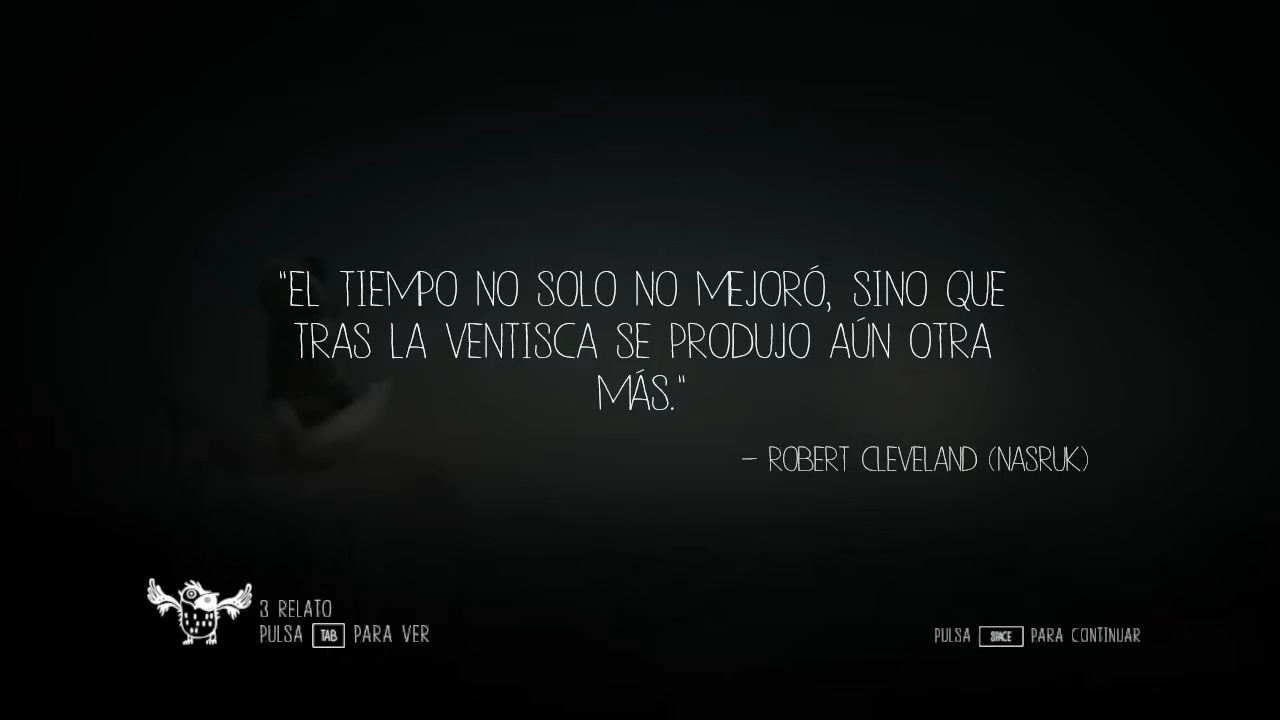 "EL TIEMPO NO SOLO NO MEJORÓ, SINO QUE
TRAS LA VENTISCA SE PRODUJO AÚN OTRA
MÁS."
- ROBERT CLEVELAND (NASRUK)
3 RELATO
PULSA TAB PARA VER
PULSA SPACE PARA CONTINUAR